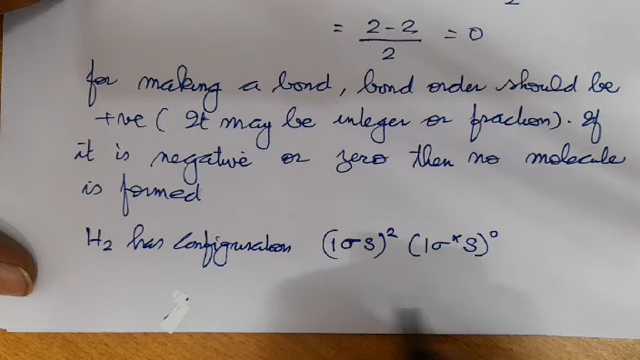 2
= 2-2/2 = 0
for making a bond, bond order should be
+ve ( It may be integer or fraction). If
it is negative or zero then no molecule
is formed
H₂ has configuration (1σS)² (1σ*S)⁰